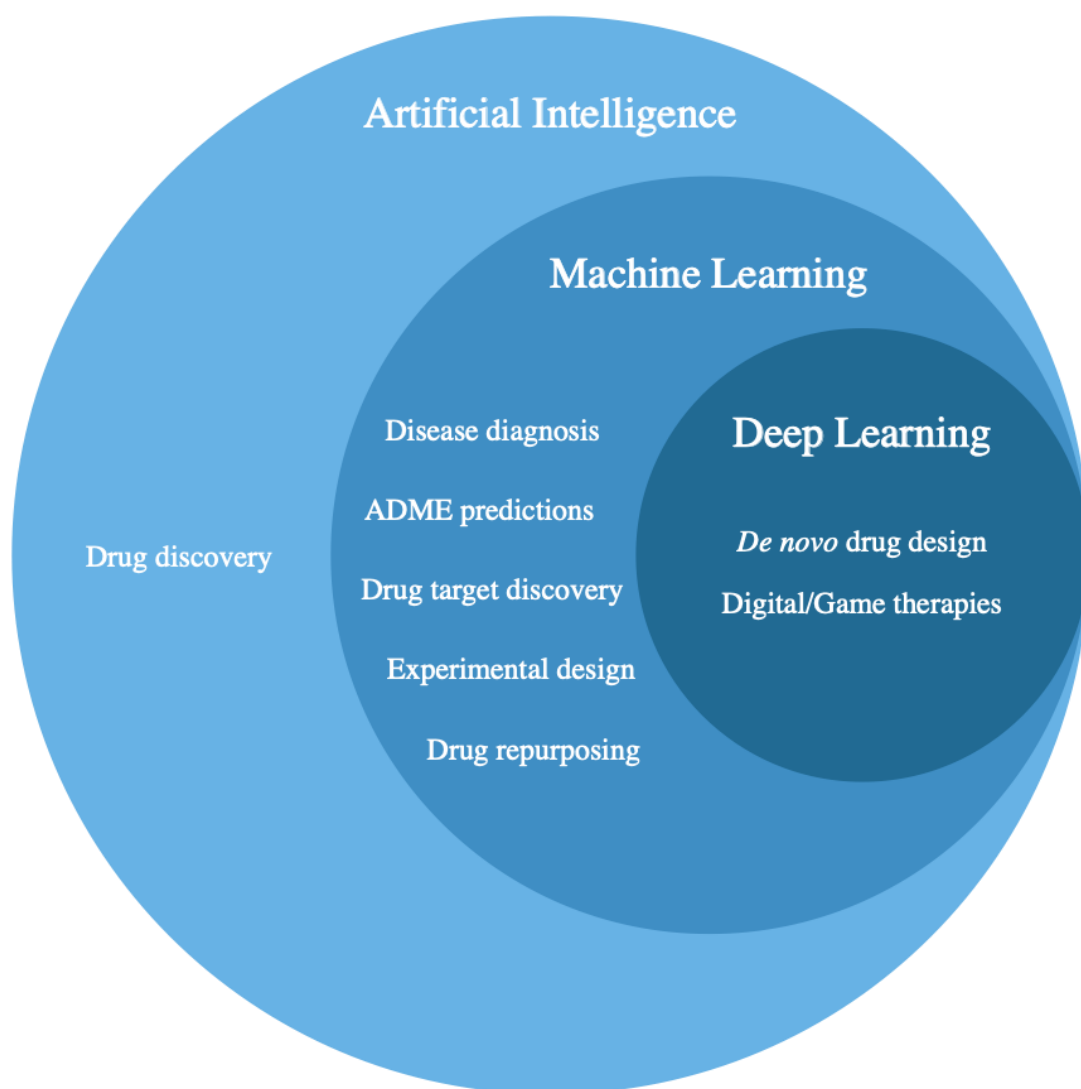 Artificial Intelligence
Machine Learning
Deep Learning
Disease diagnosis
ADME predictions
Drug target discovery
Experimental design
Drug repurposing
Drug discovery
De novo drug design
Digital/Game therapies